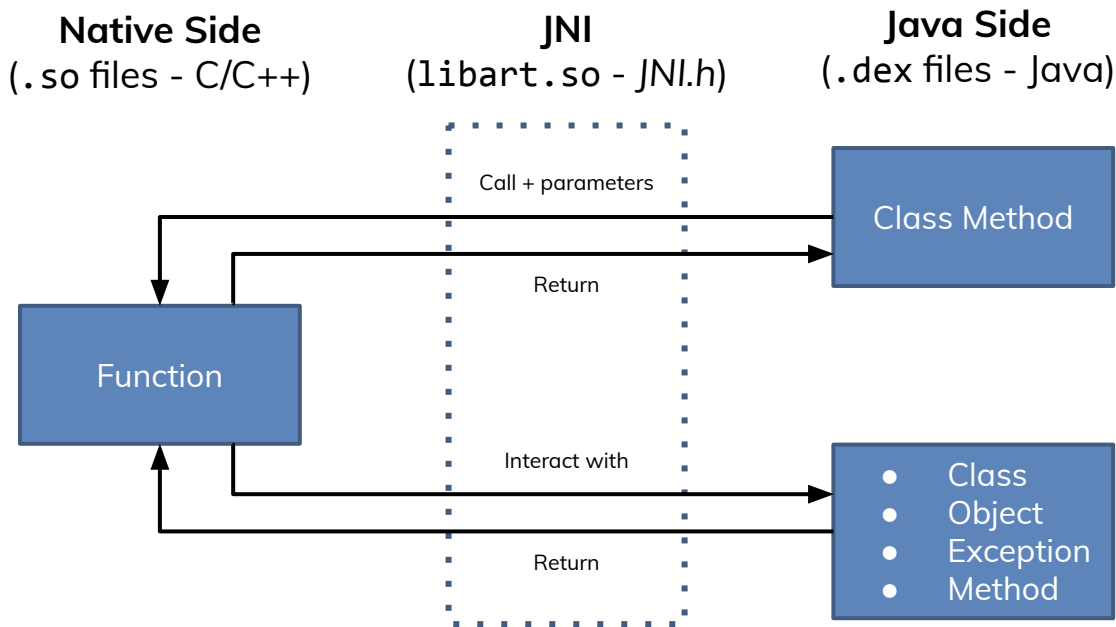 Native Side
(.so files - C/C++)
JNI
(libart.so - JNI.h)
Java Side
(.dex files - Java)
Call + parameters
Class Method
Return
Function
Interact with
● Class
● Object
● Exception
● Method
Return